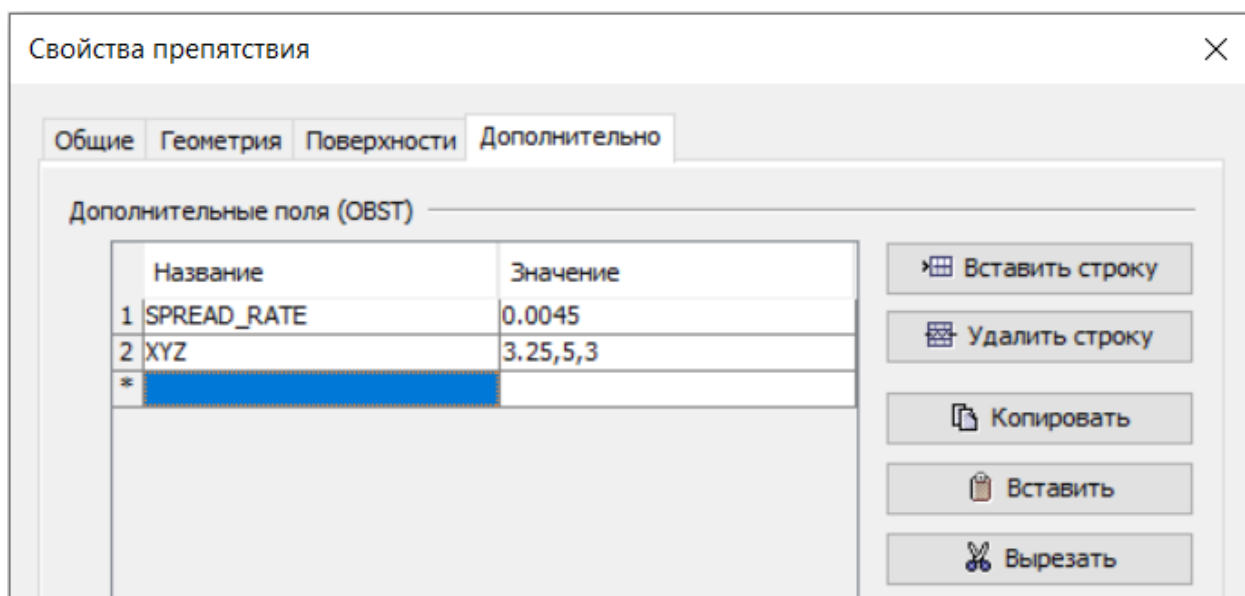 Свойства препятствия
Общие Геометрия Поверхности Дополнительно
Дополнительные поля (OBST)
Название Значение
1 SPREAD_RATE 0.0045
2 XYZ 3.25,5,3
*
Вставить строку
Удалить строку
Копировать
Вставить
Вырезать